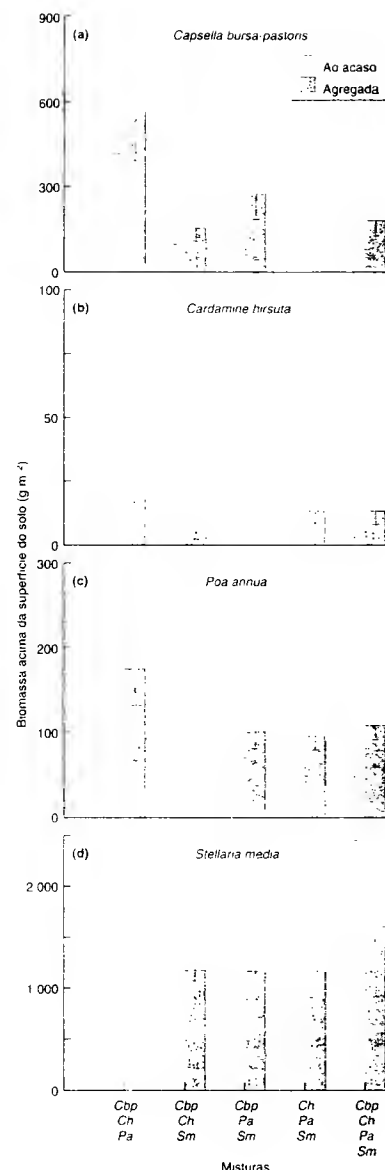 900
(a)
Capsella bursa-pastoris
Ao acaso
Agregada
600
300
0
100
(b)
Cardamine hirsuta
50
0
Biomassa acima da superfície do solo (g m⁻²)
300
(c)
Poa annua
200
100
0
(d)
Stellaria media
2 000
1 000
0
Cbp Cbp Cbp Ch Cbp
Ch Ch Pa Pa Ch
Pa Sm Sm Sm Pa
Sm
Misturas